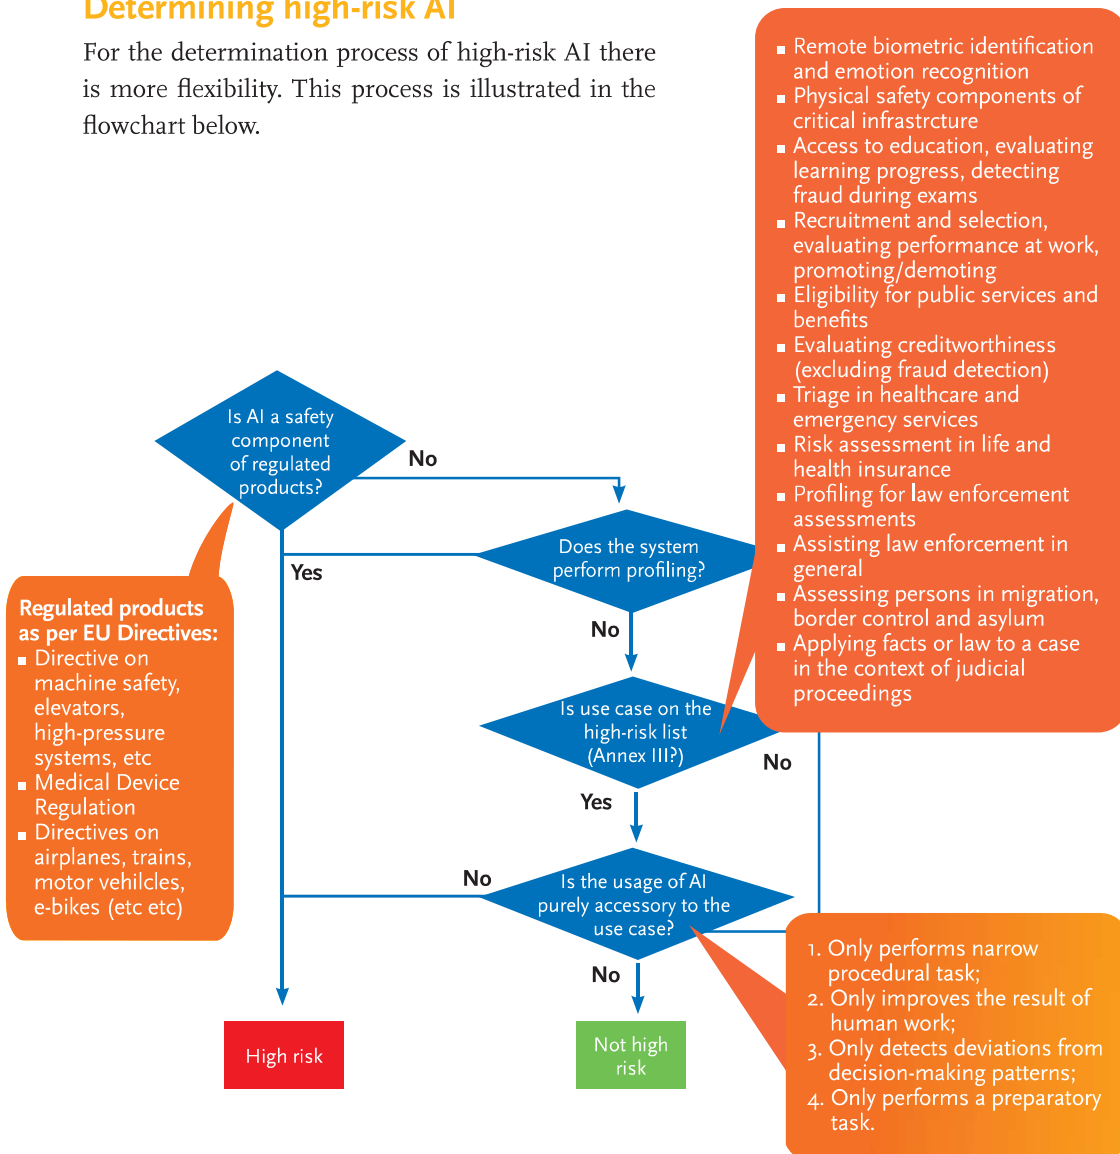 Determining high-risk AI
For the determination process of high-risk AI there
is more flexibility. This process is illustrated in the
flowchart below.
▪ Remote biometric identification
and emotion recognition
▪ Physical safety components of
critical infrastrcture
▪ Access to education, evaluating
learning progress, detecting
fraud during exams
▪ Recruitment and selection,
evaluating performance at work,
promoting/demoting
▪ Eligibility for public services and
benefits
▪ Evaluating creditworthiness
(excluding fraud detection)
▪ Triage in healthcare and
emergency services
▪ Risk assessment in life and
health insurance
▪ Profiling for law enforcement
assessments
▪ Assisting law enforcement in
general
▪ Assessing persons in migration,
border control and asylum
▪ Applying facts or law to a case
in the context of judicial
proceedings
Is AI a safety
component
of regulated
products?
No
Does the system
perform profiling?
Yes
No
Regulated products
as per EU Directives:
▪ Directive on
machine safety,
elevators,
high-pressure
systems, etc
▪ Medical Device
Regulation
▪ Directives on
airplanes, trains,
motor vehilcles,
e-bikes (etc etc)
Is use case on the
high-risk list
(Annex III?)
No
Yes
Is the usage of AI
purely accessory to the
use case?
No
No
1. Only performs narrow
procedural task;
2. Only improves the result of
human work;
3. Only detects deviations from
decision-making patterns;
4. Only performs a preparatory
task.
High risk
Not high
risk